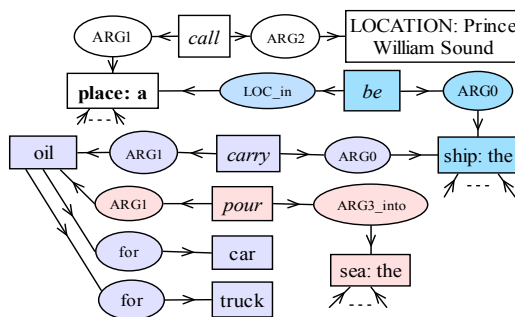 ARG1 call ARG2 LOCATION: Prince
William Sound
place: a LOC_in be ARG0
oil ARG1 carry ARG0 ship: the
ARG1 pour ARG3_into
for car
sea: the
for truck